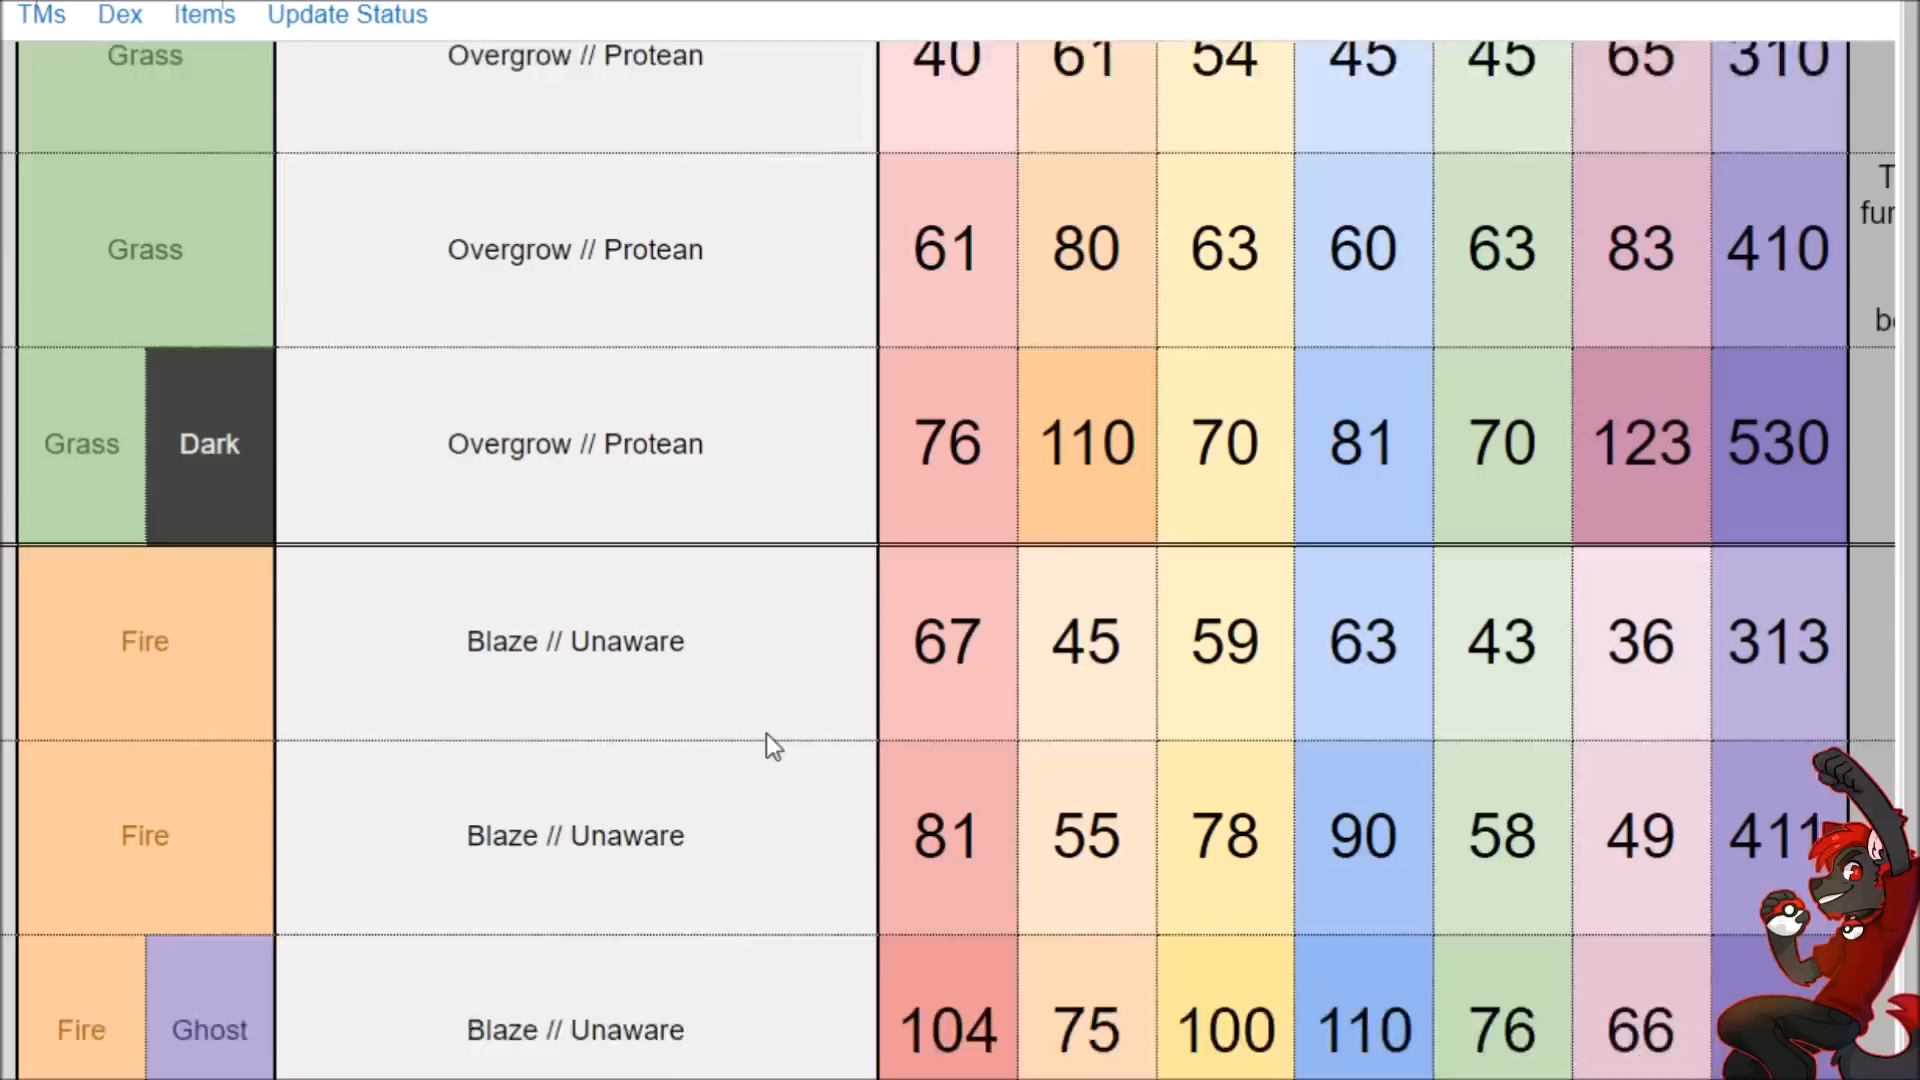 TMs Dex Items Update Status
Grass Overgrow // Protean 40 61 54 45 45 65 310
Grass Overgrow // Protean 61 80 63 60 63 83 410
Grass Dark Overgrow // Protean 76 110 70 81 70 123 530
Fire Blaze // Unaware 67 45 59 63 43 36 313
Fire Blaze // Unaware 81 55 78 90 58 49 411
Fire Ghost Blaze // Unaware 104 75 100 110 76 66